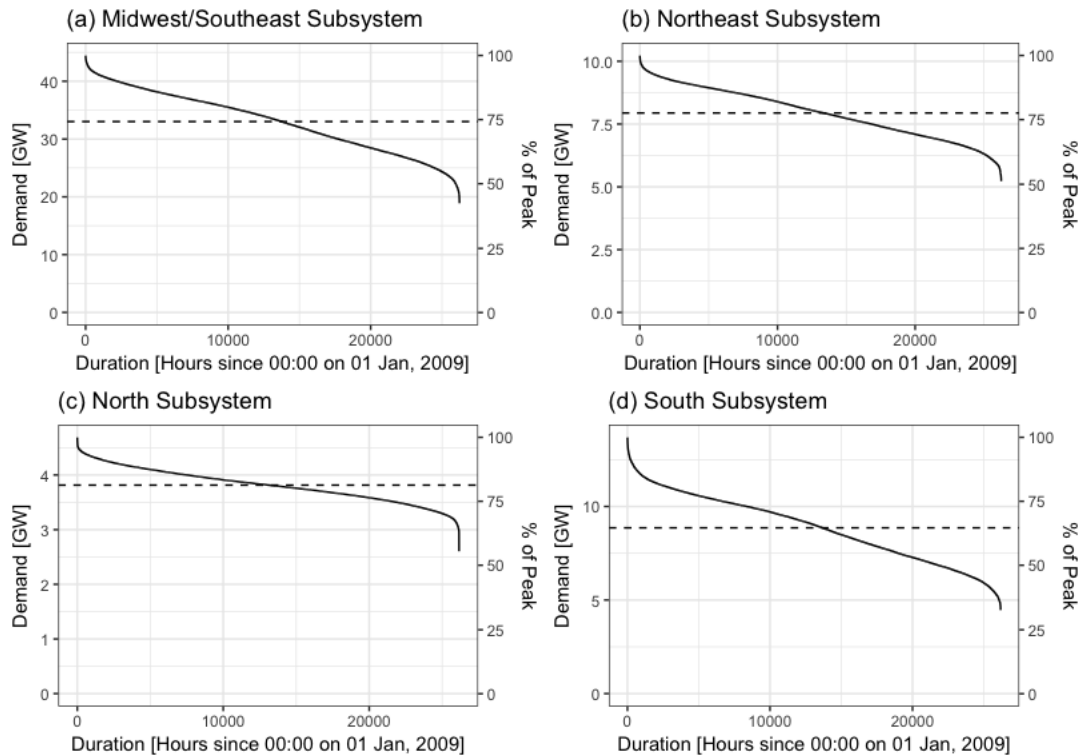 (a) Midwest/Southeast Subsystem
Demand [GW]
40
30
20
10
0
100
75
50
25
0
% of Peak
0 10000 20000
Duration [Hours since 00:00 on 01 Jan, 2009]
(b) Northeast Subsystem
Demand [GW]
10.0
7.5
5.0
2.5
0.0
100
75
50
25
0
% of Peak
0 10000 20000
Duration [Hours since 00:00 on 01 Jan, 2009]
(c) North Subsystem
Demand [GW]
4
3
2
1
0
100
75
50
25
0
% of Peak
0 10000 20000
Duration [Hours since 00:00 on 01 Jan, 2009]
(d) South Subsystem
Demand [GW]
10
5
0
100
75
50
25
0
% of Peak
0 10000 20000
Duration [Hours since 00:00 on 01 Jan, 2009]